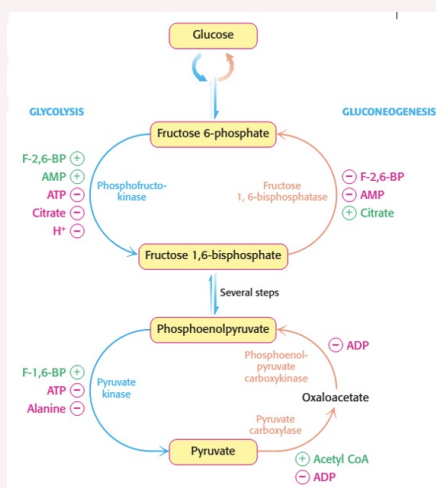 Glucose
GLYCOLYSIS
GLUCONEOGENESIS
Fructose 6-phosphate
F-2,6-BP +
AMP +
ATP −
Citrate −
H⁺ −
Phosphofructo-
kinase
Fructose
1, 6-bisphosphatase
− F-2,6-BP
− AMP
+ Citrate
Fructose 1,6-bisphosphate
Several steps
Phosphoenolpyruvate
− ADP
Phosphoenol-
pyruvate
carboxykinase
F-1,6-BP +
ATP −
Alanine −
Pyruvate
kinase
Oxaloacetate
Pyruvate
carboxylase
Pyruvate
+ Acetyl CoA
− ADP